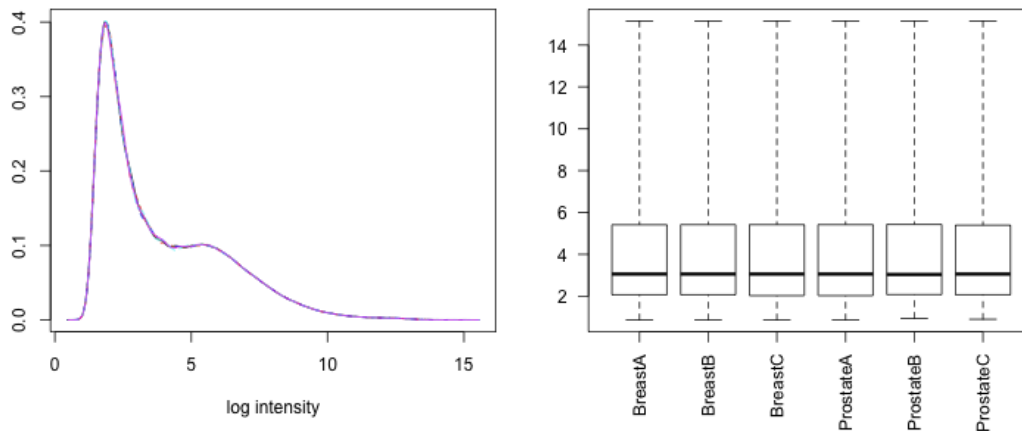 0.4
0.3
0.2
0.1
0.0
0 5 10 15
log intensity
14
12
10
8
6
4
2
BreastA
BreastB
BreastC
ProstateA
ProstateB
ProstateC